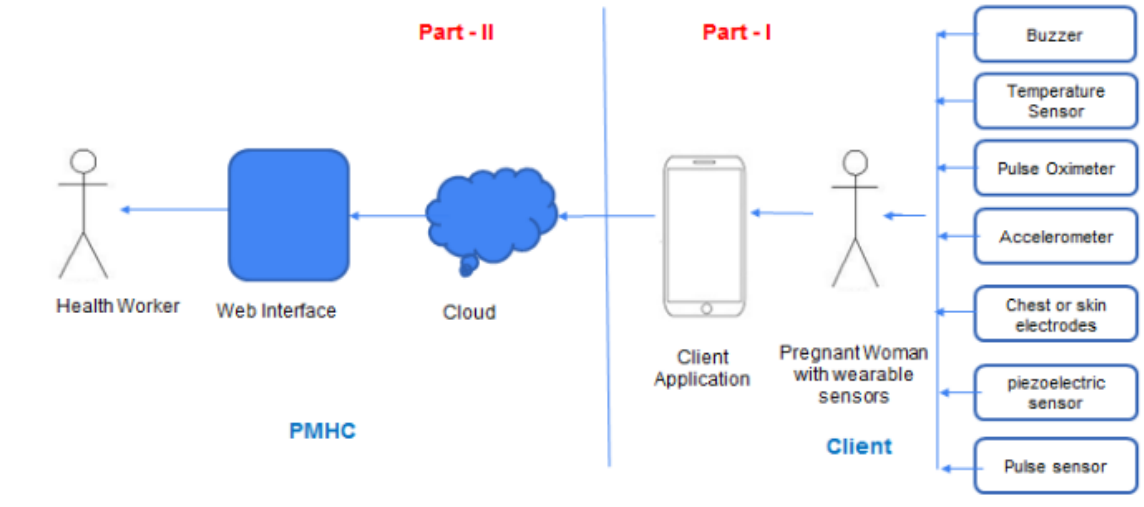 Part - II
Part - I
Buzzer
Temperature
Sensor
Pulse Oximeter
Accelerometer
Chest or skin
electrodes
piezoelectric
sensor
Pulse sensor
Health Worker
Web Interface
Cloud
Client
Application
Pregnant Woman
with wearable
sensors
PMHC
Client